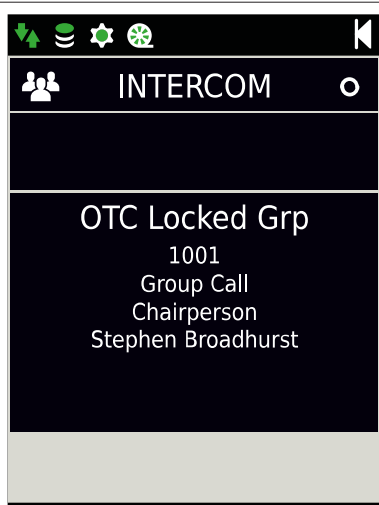 INTERCOM
OTC Locked Grp
1001
Group Call
Chairperson
Stephen Broadhurst